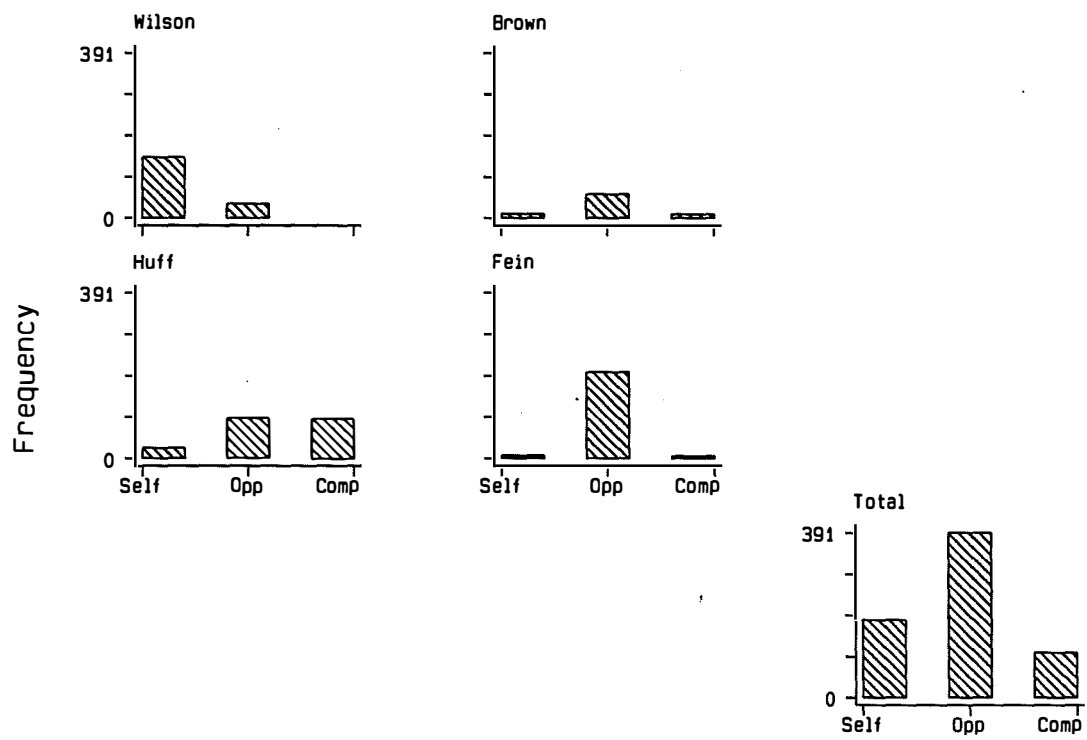 Wilson
Brown
391
0
Huff
Fein
391
0
Self Opp Comp
Self Opp Comp
Frequency
Total
391
0
Self Opp Comp